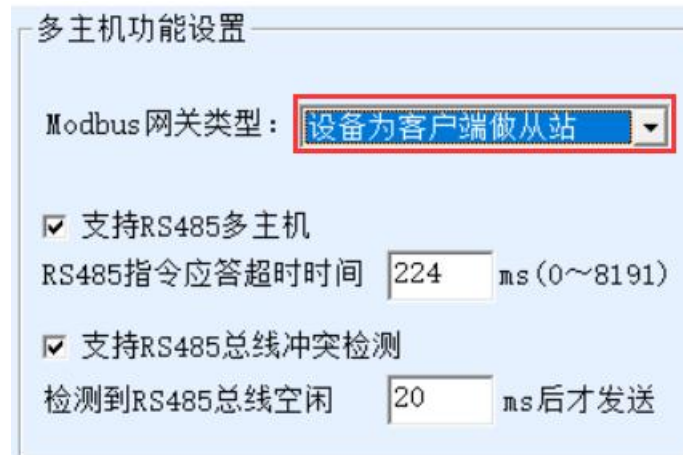 多主机功能设置
Modbus网关类型： 设备为客户端做从站
支持RS485多主机
RS485指令应答超时时间 224 ms(0～8191)
支持RS485总线冲突检测
检测到RS485总线空闲 20 ms后才发送